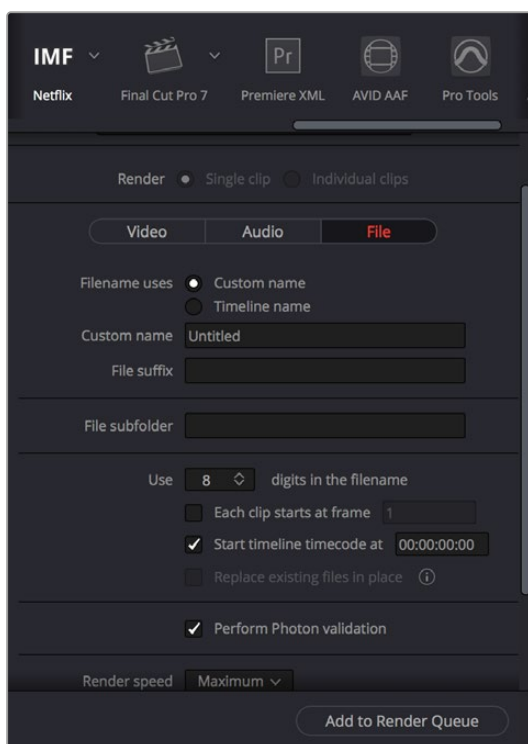 IMF
Pr
Netflix Final Cut Pro 7 Premiere XML AVID AAF Pro Tools
Render Single clip Individual clips
Video Audio File
Filename uses Custom name
Timeline name
Custom name Untitled
File suffix
File subfolder
Use 8 digits in the filename
Each clip starts at frame 1
Start timeline timecode at 00:00:00:00
Replace existing files in place
Perform Photon validation
Render speed Maximum
Add to Render Queue